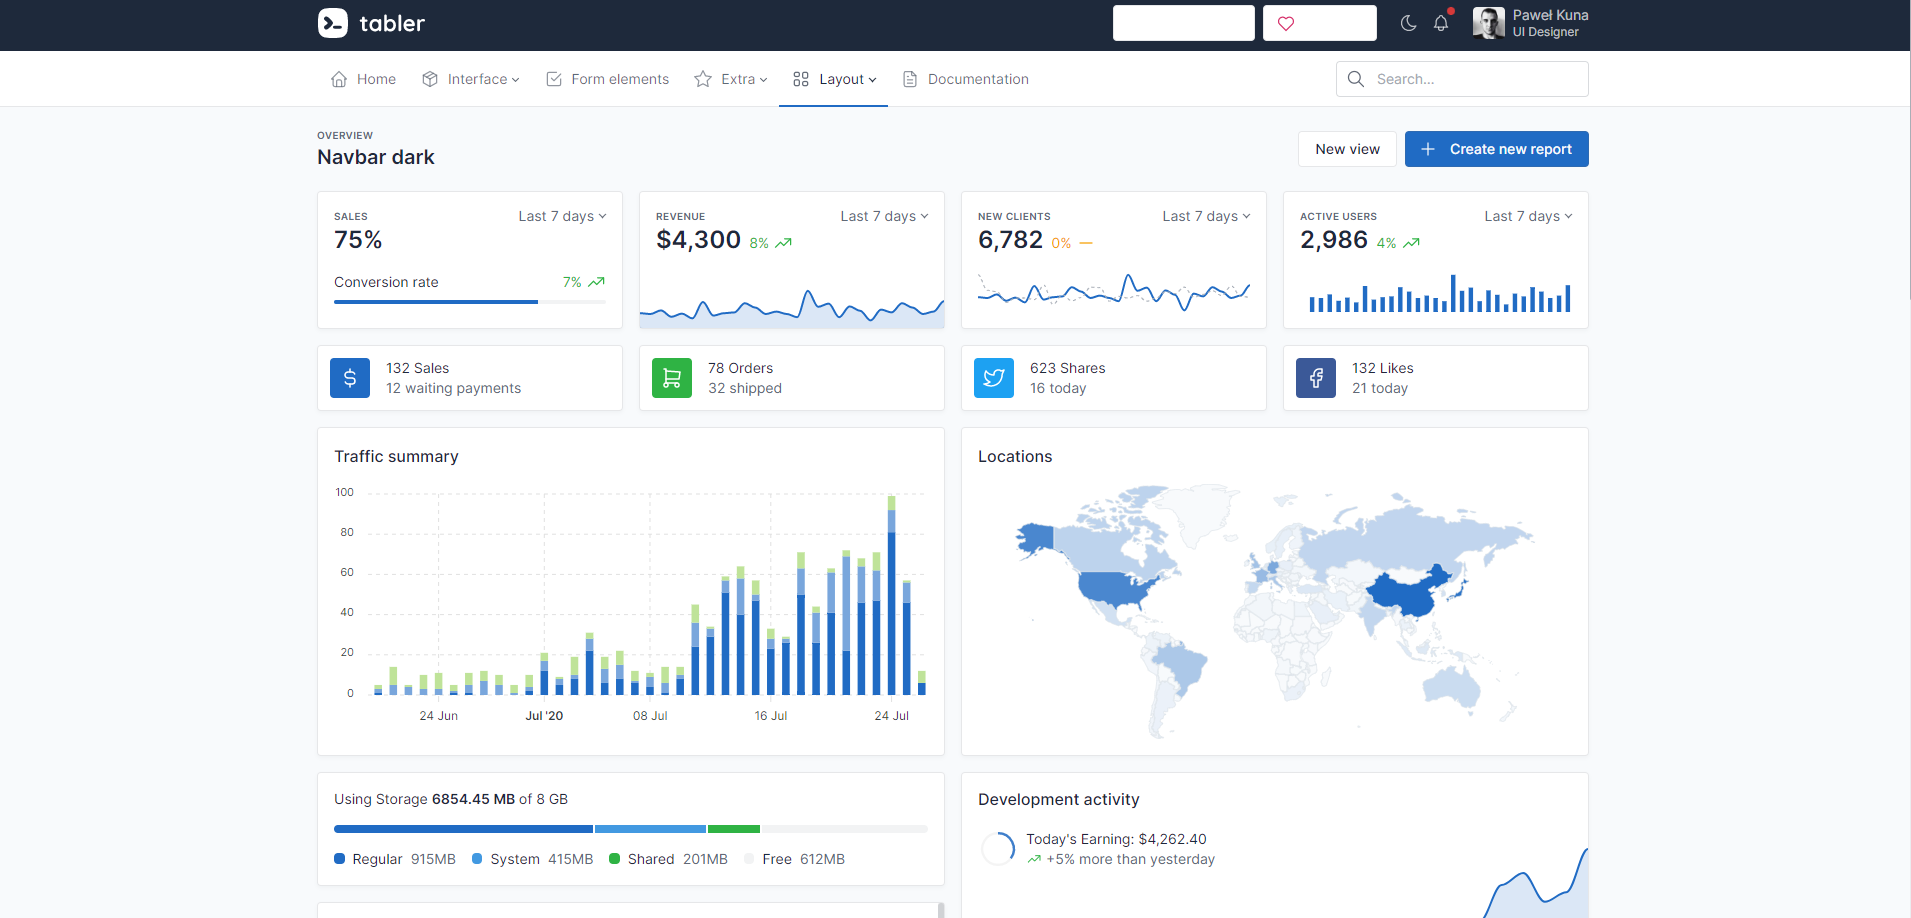 tabler
Paweł Kuna
UI Designer
Home
Interface
Form elements
Extra
Layout
Documentation
Search...
OVERVIEW
Navbar dark
New view
Create new report
SALES
Last 7 days
75%
Conversion rate
7%
REVENUE
Last 7 days
$4,300 8%
NEW CLIENTS
Last 7 days
6,782 0%
ACTIVE USERS
Last 7 days
2,986 4%
132 Sales
12 waiting payments
78 Orders
32 shipped
623 Shares
16 today
132 Likes
21 today
Traffic summary
100
80
60
40
20
0
24 Jun
Jul '20
08 Jul
16 Jul
24 Jul
Locations
Using Storage 6854.45 MB of 8 GB
Regular 915MB
System 415MB
Shared 201MB
Free 612MB
Development activity
Today's Earning: $4,262.40
+5% more than yesterday